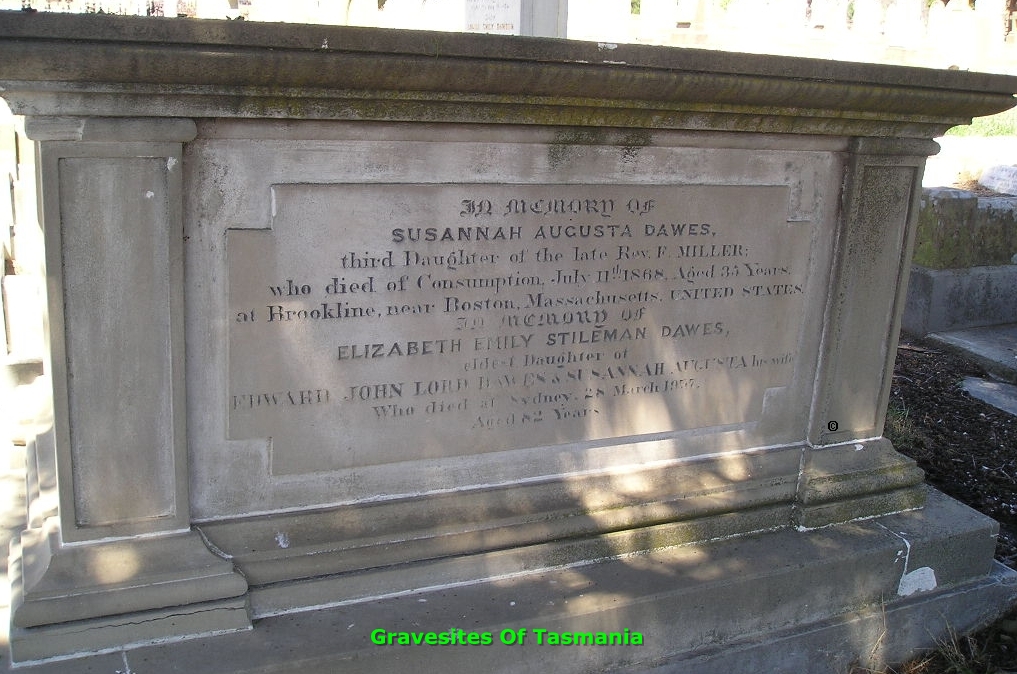 IN MEMORY OF
SUSANNAH AUGUSTA DAWES,
third Daughter of the late Rev. F. MILLER;
who died of Consumption, July 11th 1868, Aged 35 Years,
at Brookline, near Boston, Massachusetts, UNITED STATES.
IN MEMORY OF
ELIZABETH EMILY STILEMAN DAWES,
eldest Daughter of
EDWARD JOHN LORD DAWES & SUSANNAH AUGUSTEA his wife
Who died at Sydney, 28 March
Aged 82 Years
Gravesites Of Tasmania